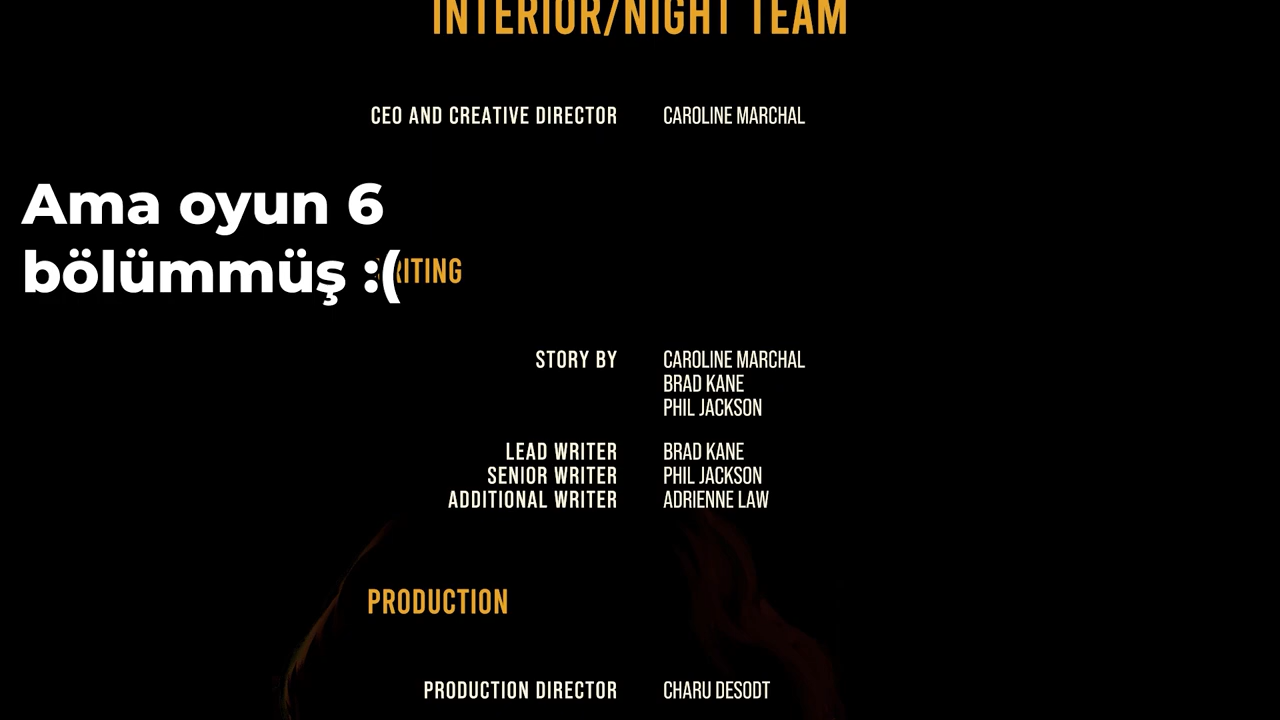 INTERIOR/NIGHT TEAM
CEO AND CREATIVE DIRECTOR CAROLINE MARCHAL
Ama oyun 6
bölümmüş :(
RITING
STORY BY CAROLINE MARCHAL
BRAD KANE
PHIL JACKSON
LEAD WRITER BRAD KANE
SENIOR WRITER PHIL JACKSON
ADDITIONAL WRITER ADRIENNE LAW
PRODUCTION
PRODUCTION DIRECTOR CHARU DESODT